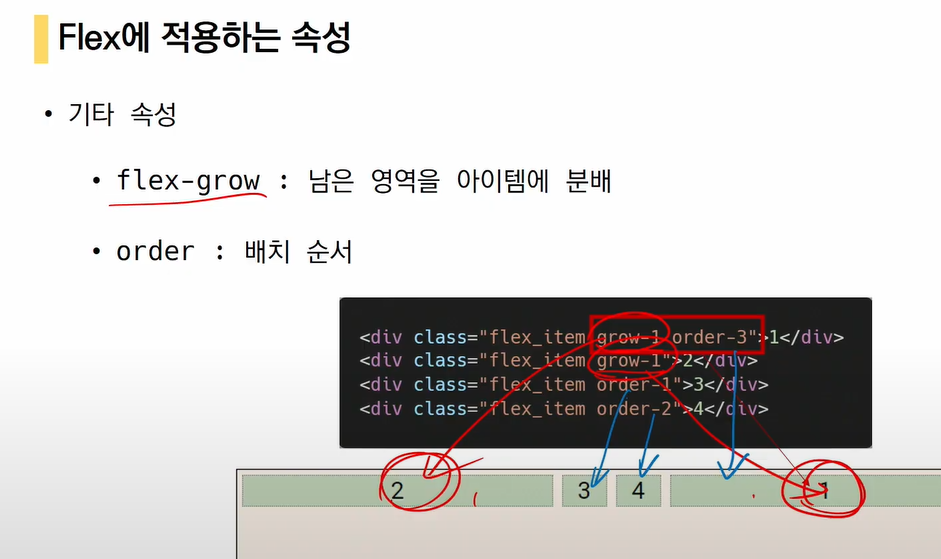 Flex에 적용하는 속성
• 기타 속성
• flex-grow : 남은 영역을 아이템에 분배
• order : 배치 순서
<div class="flex_item grow-1 order-3">1</div>
<div class="flex_item grow-1">2</div>
<div class="flex_item order-1">3</div>
<div class="flex_item order-2">4</div>
2 3 4 1